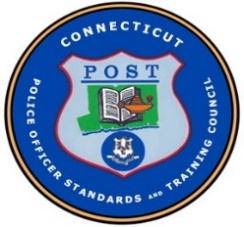 CONNECTICUT
POST
POLICE OFFICER STANDARDS AND TRAINING COUNCIL